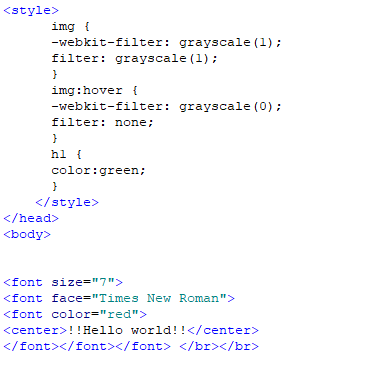 <style>
img {
-webkit-filter: grayscale(1);
filter: grayscale(1);
}
img:hover {
-webkit-filter: grayscale(0);
filter: none;
}
h1 {
color:green;
}
</style>
</head>
<body>
<font size="7">
<font face="Times New Roman">
<font color="red">
<center>!!Hello world!!</center>
</font></font></font> </br></br>